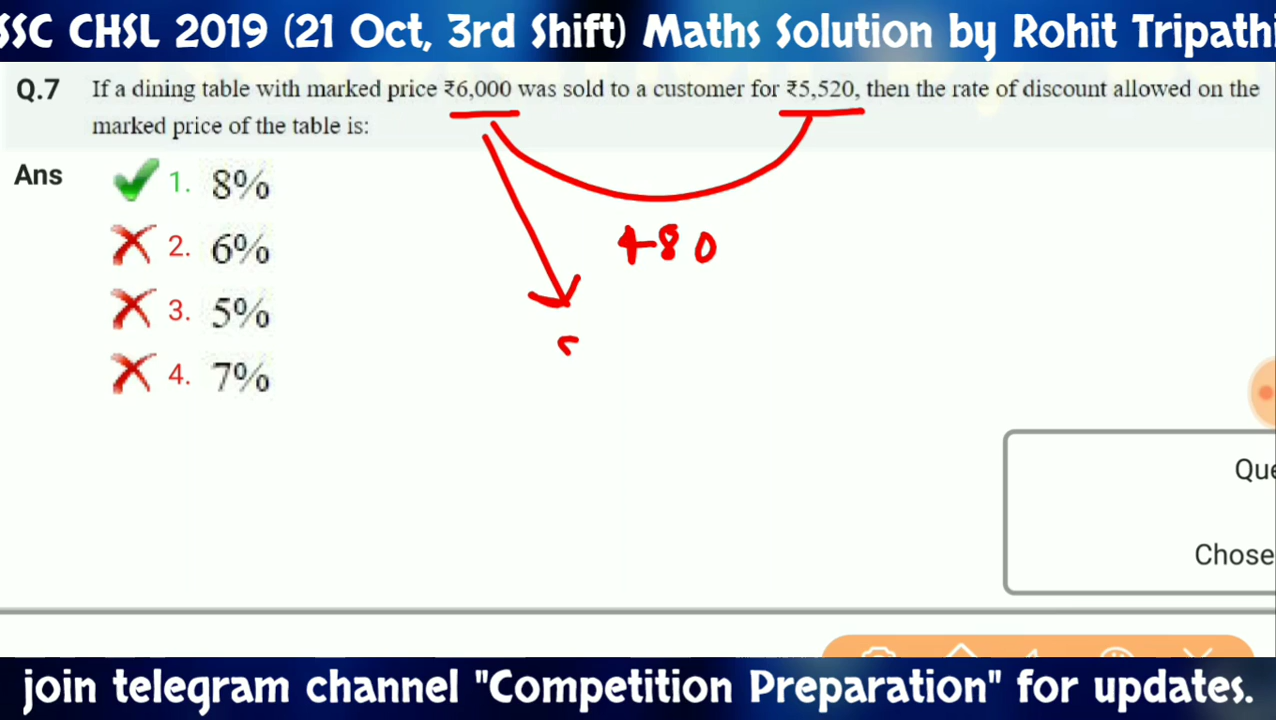 SSC CHSL 2019 (21 Oct, 3rd Shift) Maths Solution by Rohit Tripathi
Q.7 If a dining table with marked price ₹6,000 was sold to a customer for ₹5,520, then the rate of discount allowed on the
marked price of the table is:
Ans 1. 8%
2. 6%
3. 5%
4. 7%
480
Que
Chose
join telegram channel "Competition Preparation" for updates.